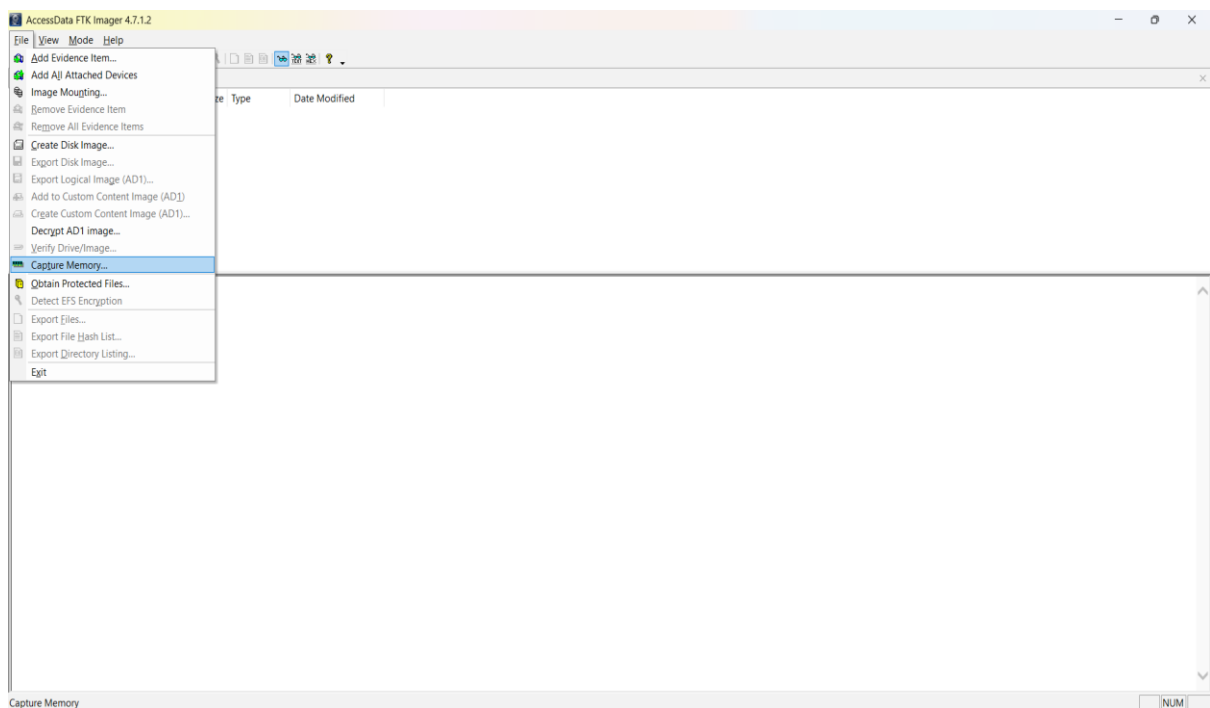 AccessData FTK Imager 4.7.1.2
File View Mode Help
Add Evidence Item...
Add All Attached Devices
Image Mounting...
ze Type Date Modified
Remove Evidence Item
Remove All Evidence Items
Create Disk Image...
Export Disk Image...
Export Logical Image (AD1)...
Add to Custom Content Image (AD1)
Create Custom Content Image (AD1)...
Decrypt AD1 image...
Verify Drive/Image...
Capture Memory...
Obtain Protected Files...
Detect EFS Encryption
Export Files...
Export File Hash List...
Export Directory Listing...
Exit
Capture Memory
NUM